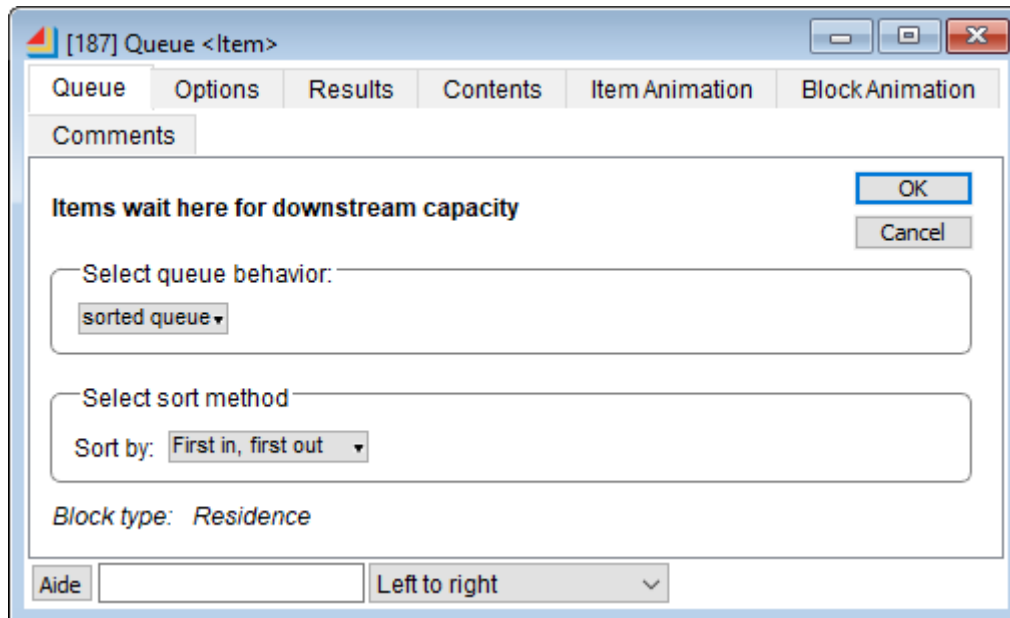 [187] Queue <Item>
Queue Options Results Contents Item Animation Block Animation
Comments
OK
Items wait here for downstream capacity
Cancel
Select queue behavior:
sorted queue
Select sort method
Sort by: First in, first out
Block type: Residence
Aide Left to right